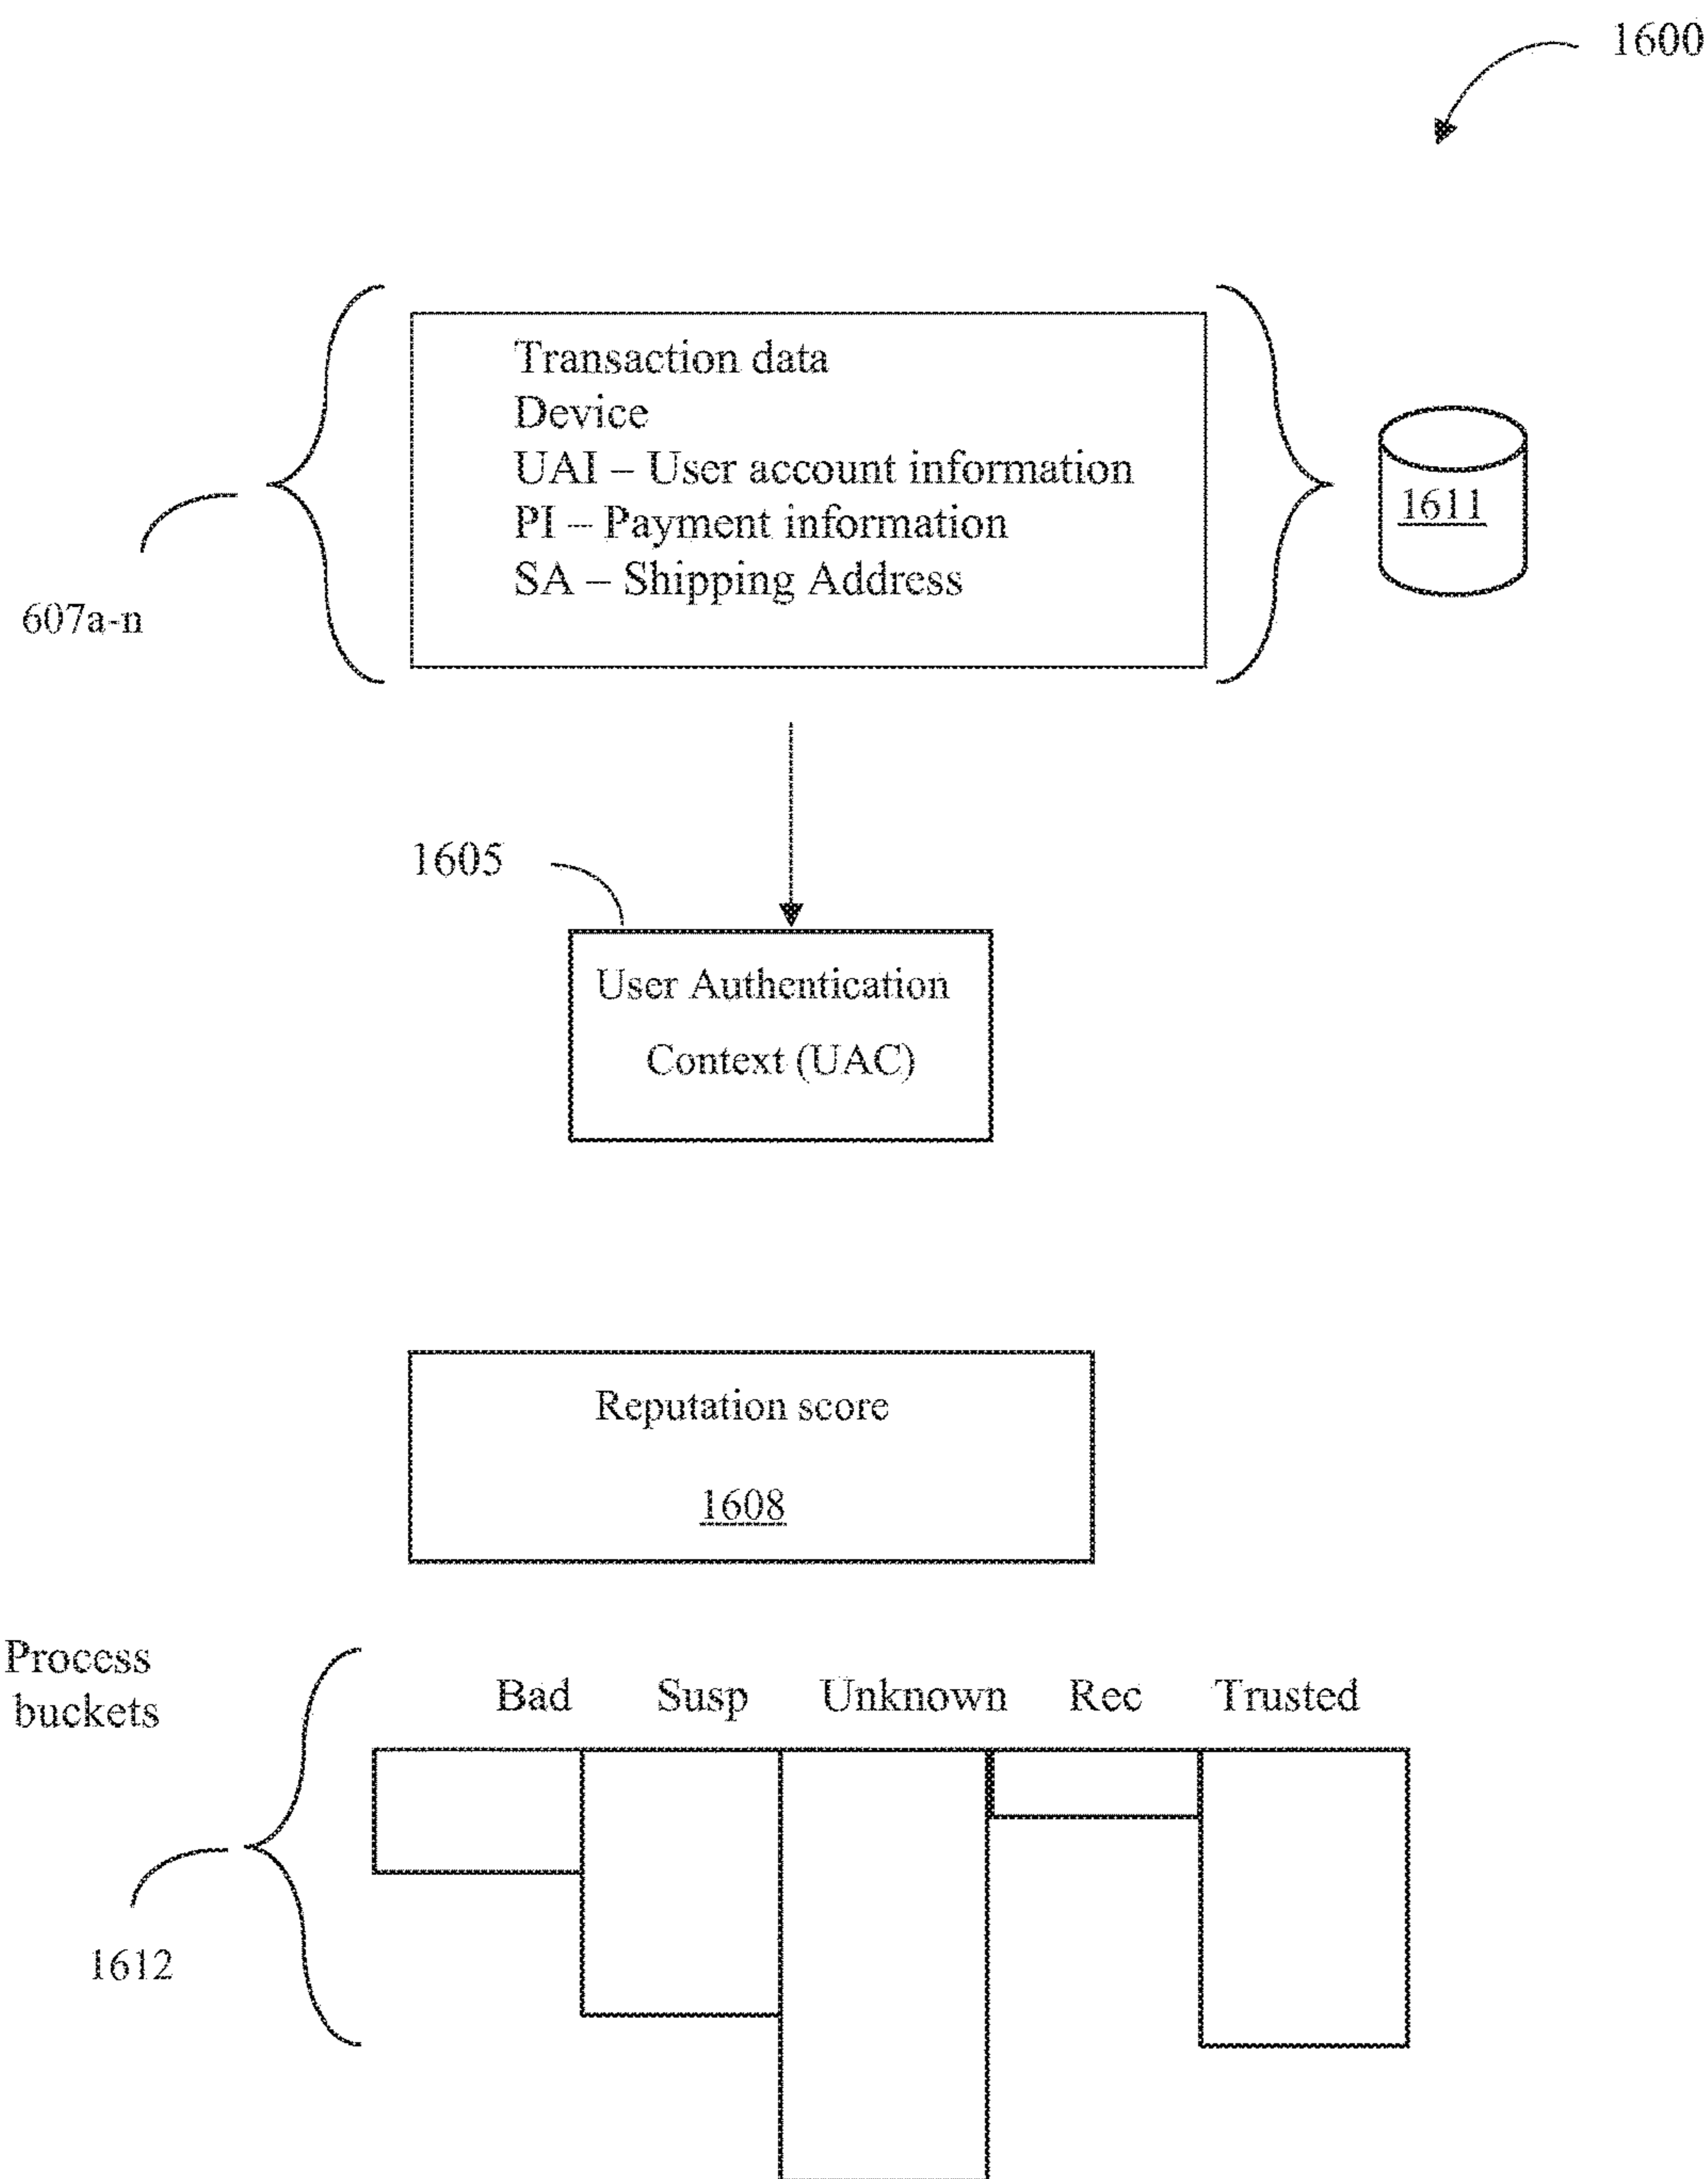 1600
Transaction data
Device
UAI – User account information
PI – Payment information
SA – Shipping Address
1611
607a-n
1605
User Authentication
Context (UAC)
Reputation score
1608
Process
buckets
Bad Susp Unknown Rec Trusted
1612